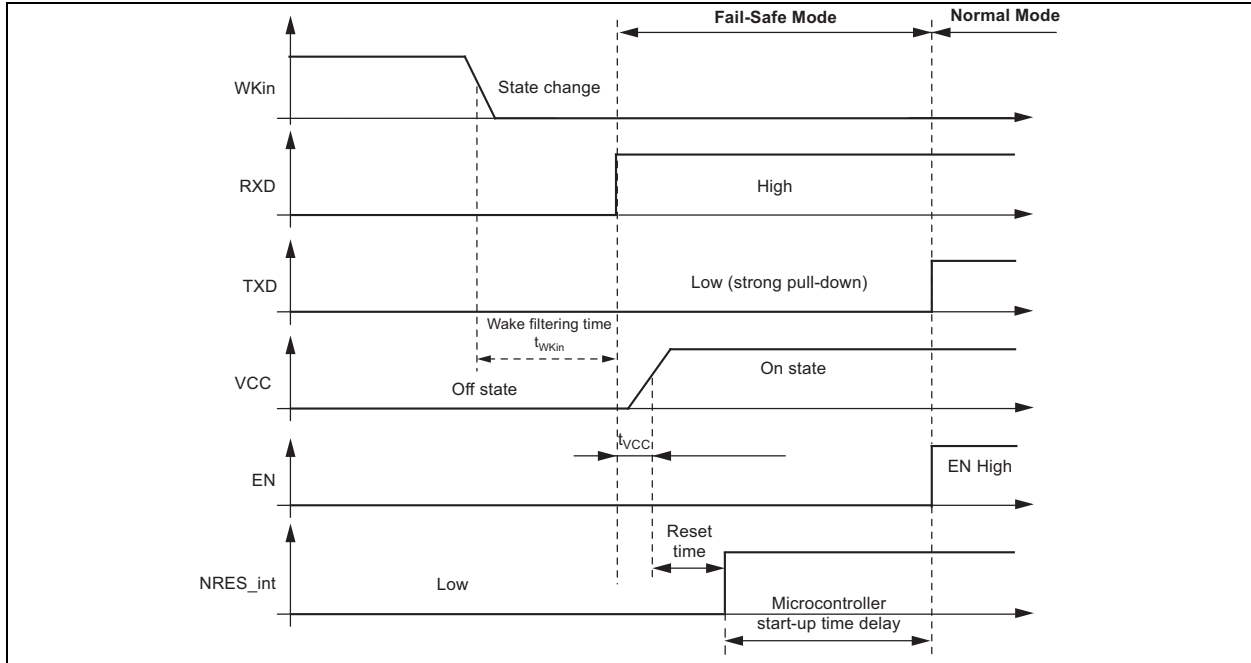 Fail-Safe Mode
Normal Mode
WKin
State change
RXD
High
TXD
Low (strong pull-down)
Wake filtering time
tWKin
VCC
Off state
On state
tVCC
EN
EN High
Reset
time
NRES_int
Low
Microcontroller
start-up time delay